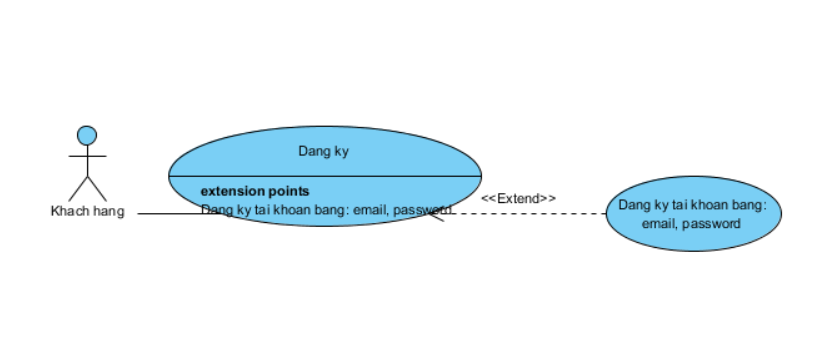 Dang ky
extension points
Dang ky tai khoan bang: email, password
Khach hang
<<Extend>>
Dang ky tai khoan bang:
email, password